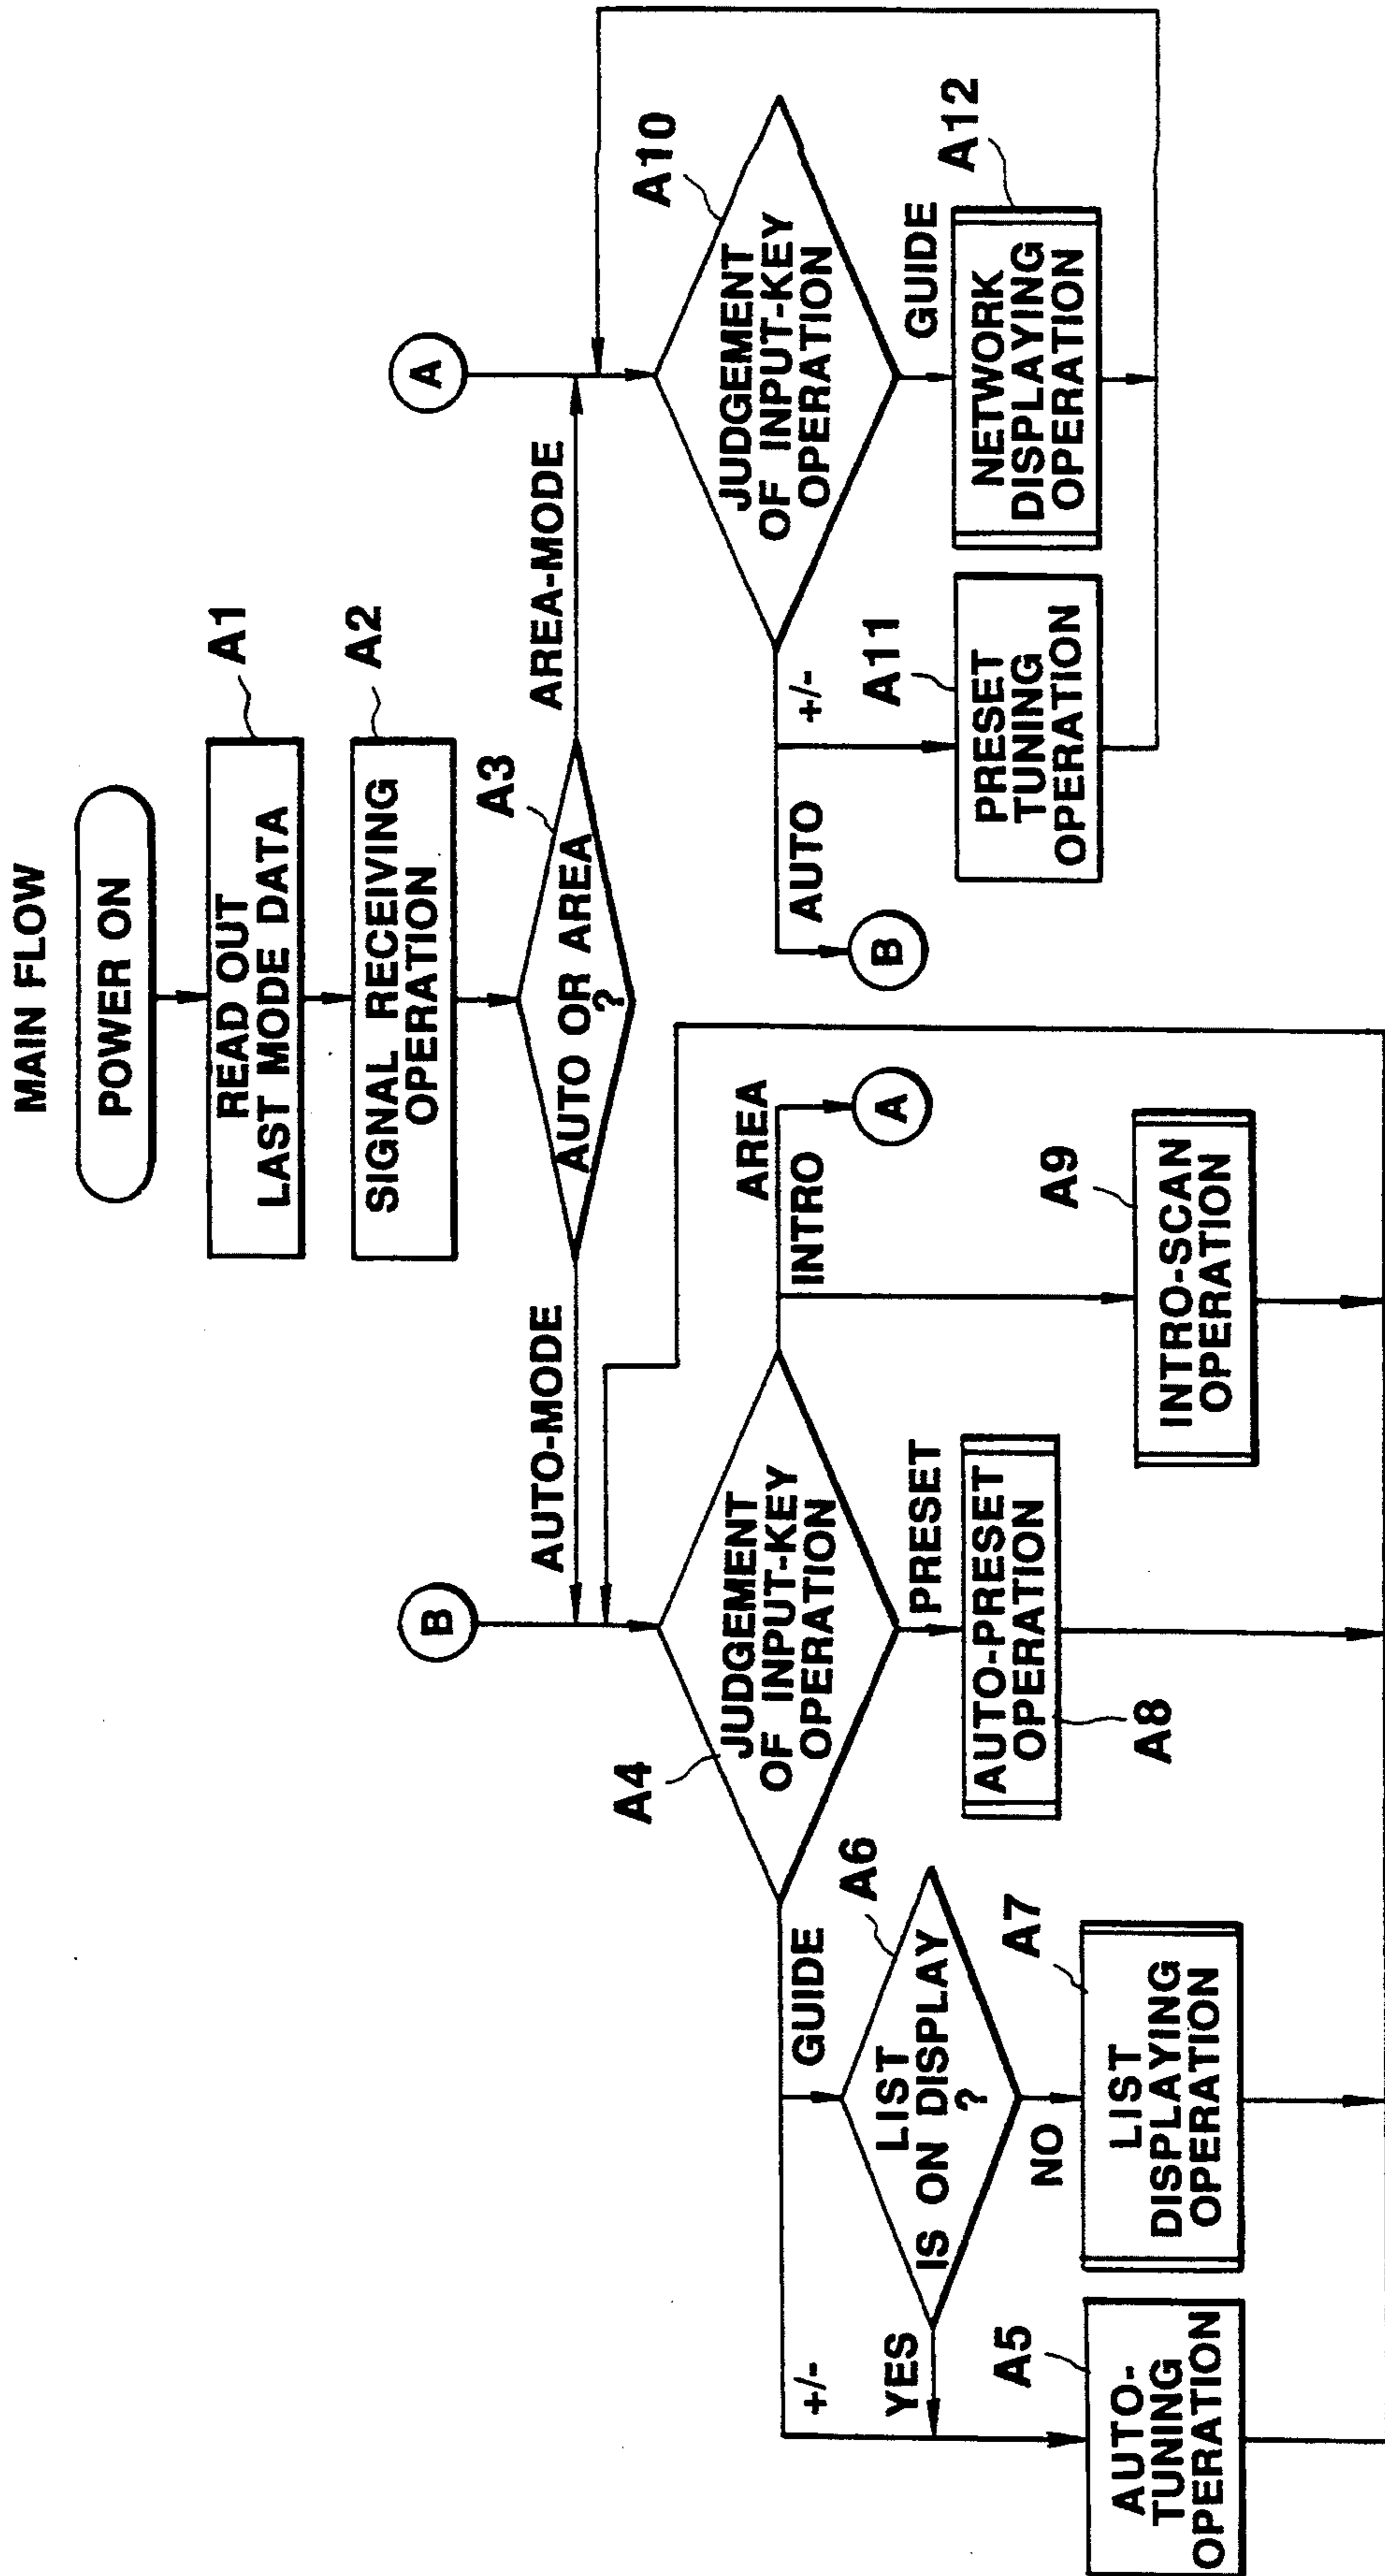 MAIN FLOW
POWER ON
READ OUT
LAST MODE DATA
A1
SIGNAL RECEIVING
OPERATION
A2
AUTO OR AREA
?
A3
AUTO-MODE
AREA-MODE
B
JUDGEMENT
OF INPUT-KEY
OPERATION
A4
+/-
GUIDE
PRESET
INTRO
AREA
A
LIST
IS ON DISPLAY
?
A6
YES
NO
AUTO-
TUNING
OPERATION
A5
LIST
DISPLAYING
OPERATION
A7
AUTO-PRESET
OPERATION
A8
INTRO-SCAN
OPERATION
A9
A
JUDGEMENT
OF INPUT-KEY
OPERATION
A10
AUTO
+/-
GUIDE
B
PRESET
TUNING
OPERATION
A11
NETWORK
DISPLAYING
OPERATION
A12